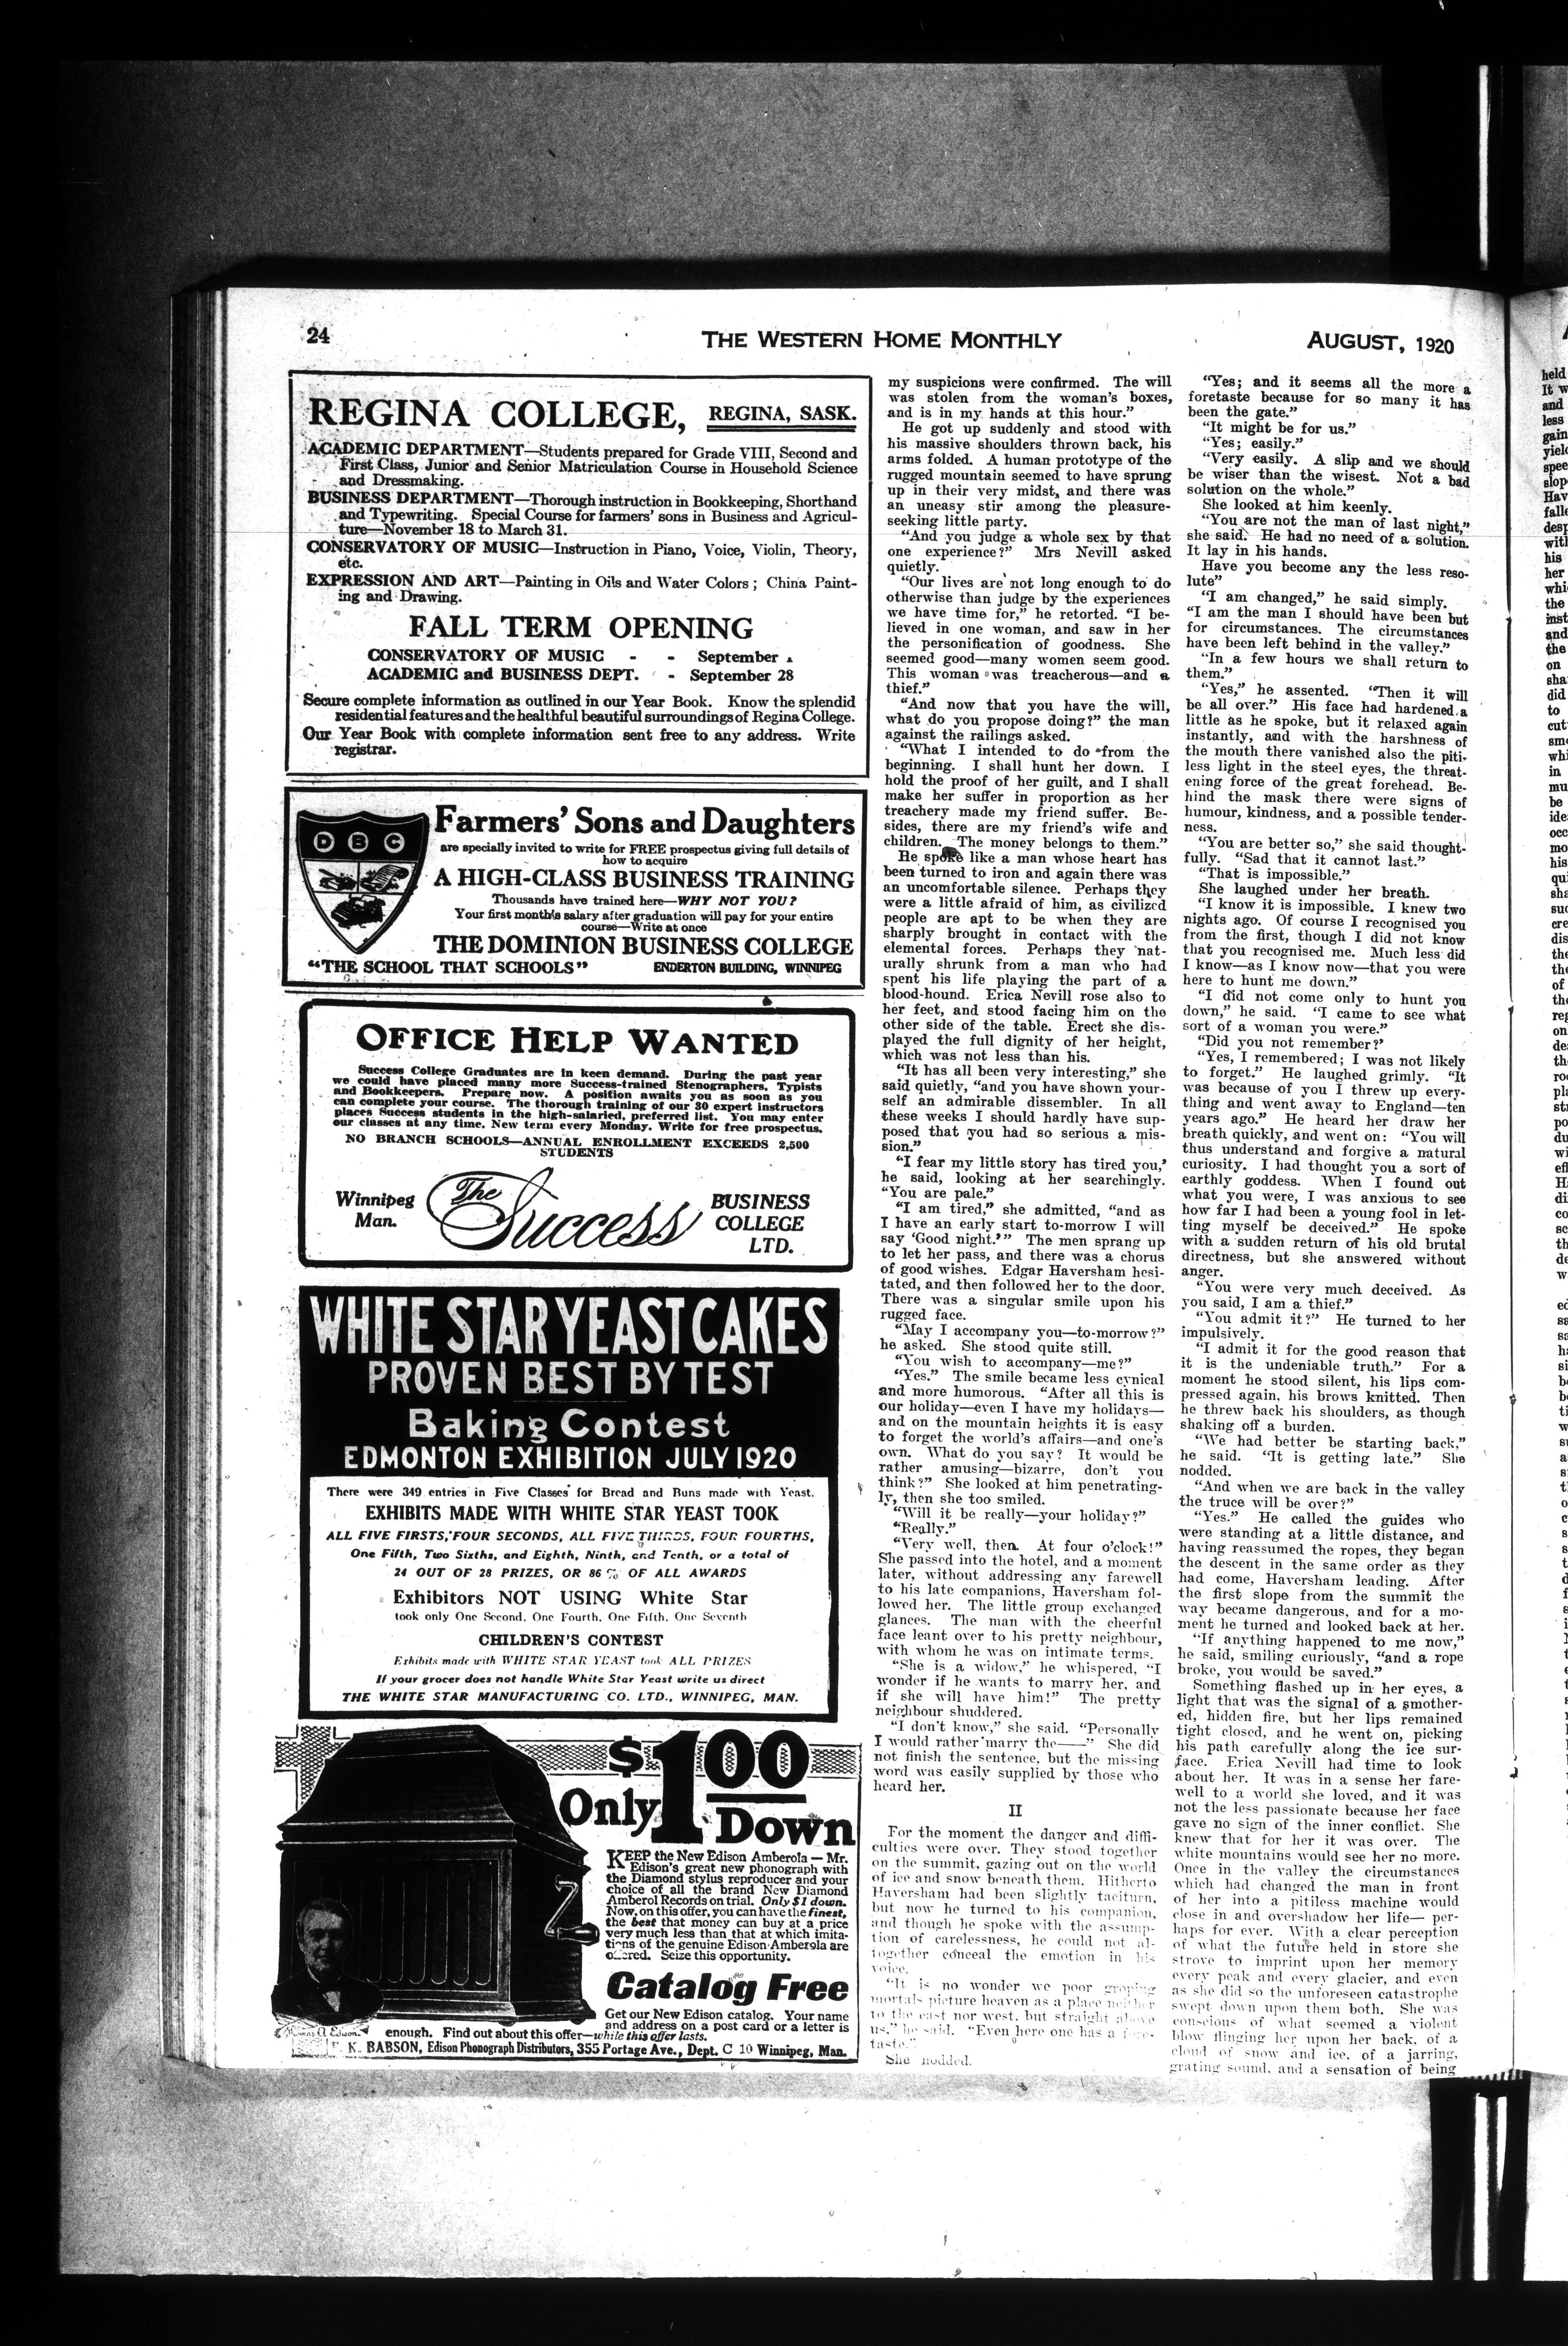 24
THE WESTERN HOME MONTHLY
AUGUST, 1920
REGINA COLLEGE, REGINA, SASK.
ACADEMIC DEPARTMENT—Students prepared for Grade VIII, Second and
First Class, Junior and Senior Matriculation Course in Household Science
and Dressmaking.
BUSINESS DEPARTMENT—Thorough instruction in Bookkeeping, Shorthand
and Typewriting. Special Course for farmers' sons in Business and Agricul-
ture—November 18 to March 31.
CONSERVATORY OF MUSIC—Instruction in Piano, Voice, Violin, Theory,
etc.
EXPRESSION AND ART—Painting in Oils and Water Colors; China Paint-
ing and Drawing.
FALL TERM OPENING
CONSERVATORY OF MUSIC - - September
ACADEMIC and BUSINESS DEPT. - September 28
Secure complete information as outlined in our Year Book. Know the splendid
residential features and the healthful beautiful surroundings of Regina College.
Our Year Book with complete information sent free to any address. Write
registrar.
D B C
Farmers' Sons and Daughters
are specially invited to write for FREE prospectus giving full details of
how to acquire
A HIGH-CLASS BUSINESS TRAINING
Thousands have trained here—WHY NOT YOU?
Your first month's salary after graduation will pay for your entire
course—Write at once
THE DOMINION BUSINESS COLLEGE
"THE SCHOOL THAT SCHOOLS" ENDERTON BUILDING, WINNIPEG
OFFICE HELP WANTED
Success College Graduates are in keen demand. During the past year
we could have placed many more Success-trained Stenographers, Typists
and Bookkeepers. Prepare now. A position awaits you as soon as you
can complete your course. The thorough training of our 30 expert instructors
places Success students in the high-salaried, preferred list. You may enter
our classes at any time. New term every Monday. Write for free prospectus.
NO BRANCH SCHOOLS—ANNUAL ENROLLMENT EXCEEDS 2,500
STUDENTS
Winnipeg
Man.
The Success
BUSINESS
COLLEGE
LTD.
WHITE STAR YEAST CAKES
PROVEN BEST BY TEST
Baking Contest
EDMONTON EXHIBITION JULY 1920
There were 349 entries in Five Classes for Bread and Buns made with Yeast.
EXHIBITS MADE WITH WHITE STAR YEAST TOOK
ALL FIVE FIRSTS, FOUR SECONDS, ALL FIVE THIRDS, FOUR FOURTHS,
One Fifth, Two Sixths, and Eighth, Ninth, and Tenth, or a total of
24 OUT OF 28 PRIZES, OR 86 % OF ALL AWARDS
Exhibitors NOT USING White Star
took only One Second, One Fourth, One Fifth, One Seventh
CHILDREN'S CONTEST
Exhibits made with WHITE STAR YEAST took ALL PRIZES
If your grocer does not handle White Star Yeast write us direct
THE WHITE STAR MANUFACTURING CO. LTD., WINNIPEG, MAN.
Only $1.00 Down
KEEP the New Edison Amberola — Mr.
Edison's great new phonograph with
the Diamond stylus reproducer and your
choice of all the brand New Diamond
Amberol Records on trial. Only $1 down.
Now, on this offer, you can have the finest,
the best that money can buy at a price
very much less than that at which imita-
tions of the genuine Edison Amberola are
offered. Seize this opportunity.
Catalog Free
Get our New Edison catalog. Your name
and address on a post card or a letter is
enough. Find out about this offer—while this offer lasts.
Thomas A. Edison
K. BABSON, Edison Phonograph Distributors, 355 Portage Ave., Dept. C 10 Winnipeg, Man.
my suspicions were confirmed. The will
was stolen from the woman's boxes,
and is in my hands at this hour."
He got up suddenly and stood with
his massive shoulders thrown back, his
arms folded. A human prototype of the
rugged mountain seemed to have sprung
up in their very midst, and there was
an uneasy stir among the pleasure-
seeking little party.
"And you judge a whole sex by that
one experience?" Mrs Nevill asked
quietly.
"Our lives are not long enough to do
otherwise than judge by the experiences
we have time for," he retorted. "I be-
lieved in one woman, and saw in her
the personification of goodness. She
seemed good—many women seem good.
This woman was treacherous—and a
thief."
"And now that you have the will,
what do you propose doing?" the man
against the railings asked.
"What I intended to do from the
beginning. I shall hunt her down. I
hold the proof of her guilt, and I shall
make her suffer in proportion as her
treachery made my friend suffer. Be-
sides, there are my friend's wife and
children. The money belongs to them."
He spoke like a man whose heart has
been turned to iron and again there was
an uncomfortable silence. Perhaps they
were a little afraid of him, as civilized
people are apt to be when they are
sharply brought in contact with the
elemental forces. Perhaps they nat-
urally shrunk from a man who had
spent his life playing the part of a
blood-hound. Erica Nevill rose also to
her feet, and stood facing him on the
other side of the table. Erect she dis-
played the full dignity of her height,
which was not less than his.
"It has all been very interesting," she
said quietly, "and you have shown your-
self an admirable dissembler. In all
these weeks I should hardly have sup-
posed that you had so serious a mis-
sion."
"I fear my little story has tired you,'
he said, looking at her searchingly.
"You are pale."
"I am tired," she admitted, "and as
I have an early start to-morrow I will
say 'Good night.'" The men sprang up
to let her pass, and there was a chorus
of good wishes. Edgar Haversham hesi-
tated, and then followed her to the door.
There was a singular smile upon his
rugged face.
"May I accompany you—to-morrow?"
he asked. She stood quite still.
"You wish to accompany—me?"
"Yes." The smile became less cynical
and more humorous. "After all this is
our holiday—even I have my holidays—
and on the mountain heights it is easy
to forget the world's affairs—and one's
own. What do you say? It would be
rather amusing—bizarre, don't you
think?" She looked at him penetrating-
ly, then she too smiled.
"Will it be really—your holiday?"
"Really."
"Very well, then. At four o'clock!"
She passed into the hotel, and a moment
later, without addressing any farewell
to his late companions, Haversham fol-
lowed her. The little group exchanged
glances. The man with the cheerful
face leant over to his pretty neighbour,
with whom he was on intimate terms.
"She is a widow," he whispered, "I
wonder if he wants to marry her, and
if she will have him!" The pretty
neighbour shuddered.
"I don't know," she said. "Personally
I would rather marry the——" She did
not finish the sentence, but the missing
word was easily supplied by those who
heard her.
II
For the moment the danger and diffi-
culties were over. They stood together
on the summit, gazing out on the world
of ice and snow beneath them. Hitherto
Haversham had been slightly taciturn,
but now he turned to his companion,
and though he spoke with the assump-
tion of carelessness, he could not al-
together conceal the emotion in his
voice.
"It is no wonder we poor groping
mortals picture heaven as a place neither
to the east nor west, but straight above
us," he said. "Even here one has a fore-
taste."
She nodded.
"Yes; and it seems all the more a
foretaste because for so many it has
been the gate."
"It might be for us."
"Yes; easily."
"Very easily. A slip and we should
be wiser than the wisest. Not a bad
solution on the whole."
She looked at him keenly.
"You are not the man of last night,"
she said. He had no need of a solution.
It lay in his hands.
Have you become any the less reso-
lute"
"I am changed," he said simply.
"I am the man I should have been but
for circumstances. The circumstances
have been left behind in the valley."
"In a few hours we shall return to
them."
"Yes," he assented. "Then it will
be all over." His face had hardened a
little as he spoke, but it relaxed again
instantly, and with the harshness of
the mouth there vanished also the piti-
less light in the steel eyes, the threat-
ening force of the great forehead. Be-
hind the mask there were signs of
humour, kindness, and a possible tender-
ness.
"You are better so," she said thought-
fully. "Sad that it cannot last."
"That is impossible."
She laughed under her breath.
"I know it is impossible. I knew two
nights ago. Of course I recognised you
from the first, though I did not know
that you recognised me. Much less did
I know—as I know now—that you were
here to hunt me down."
"I did not come only to hunt you
down," he said. "I came to see what
sort of a woman you were."
"Did you not remember?'
"Yes, I remembered; I was not likely
to forget." He laughed grimly. "It
was because of you I threw up every-
thing and went away to England—ten
years ago." He heard her draw her
breath quickly, and went on: "You will
thus understand and forgive a natural
curiosity. I had thought you a sort of
earthly goddess. When I found out
what you were, I was anxious to see
how far I had been a young fool in let-
ting myself be deceived." He spoke
with a sudden return of his old brutal
directness, but she answered without
anger.
"You were very much deceived. As
you said, I am a thief."
"You admit it?" He turned to her
impulsively.
"I admit it for the good reason that
it is the undeniable truth." For a
moment he stood silent, his lips com-
pressed again, his brows knitted. Then
he threw back his shoulders, as though
shaking off a burden.
"We had better be starting back,"
he said. "It is getting late." She
nodded.
"And when we are back in the valley
the truce will be over?"
"Yes." He called the guides who
were standing at a little distance, and
having reassumed the ropes, they began
the descent in the same order as they
had come, Haversham leading. After
the first slope from the summit the
way became dangerous, and for a mo-
ment he turned and looked back at her.
"If anything happened to me now,"
he said, smiling curiously, "and a rope
broke, you would be saved."
Something flashed up in her eyes, a
light that was the signal of a smother-
ed, hidden fire, but her lips remained
tight closed, and he went on, picking
his path carefully along the ice sur-
face. Erica Nevill had time to look
about her. It was in a sense her fare-
well to a world she loved, and it was
not the less passionate because her face
gave no sign of the inner conflict. She
knew that for her it was over. The
white mountains would see her no more.
Once in the valley the circumstances
which had changed the man in front
of her into a pitiless machine would
close in and overshadow her life— per-
haps for ever. With a clear perception
of what the future held in store she
strove to imprint upon her memory
every peak and every glacier, and even
as she did so the unforeseen catastrophe
swept down upon them both. She was
conscious of what seemed a violent
blow flinging her upon her back, of a
cloud of snow and ice, of a jarring,
grating sound, and a sensation of being